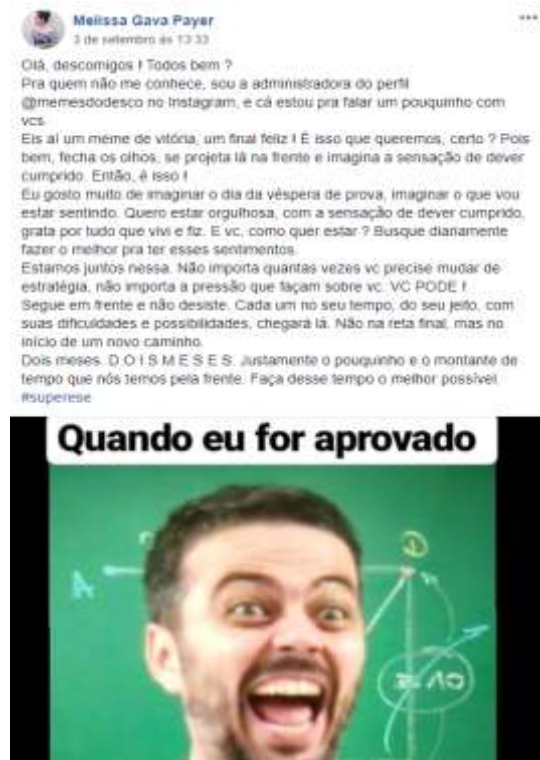 Melissa Gava Payer
3 de setembro às 13:33
Olá, descomigos ! Todos bem ?
Pra quem não me conhece, sou a administradora do perfil
@memesdodesco no Instagram, e cá estou pra falar um pouquinho com
vcs.
Eis aí um meme de vitória, um final feliz ! É isso que queremos, certo ? Pois
bem, fecha os olhos, se projeta lá na frente e imagina a sensação de dever
cumprido. Então, é isso !
Eu gosto muito de imaginar o dia da véspera de prova, imaginar o que vou
estar sentindo. Quero estar orgulhosa, com a sensação de dever cumprido,
grata por tudo que vivi e fiz. E vc, como quer estar ? Busque diariamente
fazer o melhor pra ter esses sentimentos.
Estamos juntos nessa. Não importa quantas vezes vc precise mudar de
estratégia, não importa a pressão que façam sobre vc. VC PODE !
Segue em frente e não desiste. Cada um no seu tempo, do seu jeito, com
suas dificuldades e possibilidades, chegará lá. Não na reta final, mas no
início de um novo caminho.
Dois meses. D O I S M E S E S. Justamente o pouquinho e o montante de
tempo que nós temos pela frente. Faça desse tempo o melhor possível.
#superese
Quando eu for aprovado
A
D